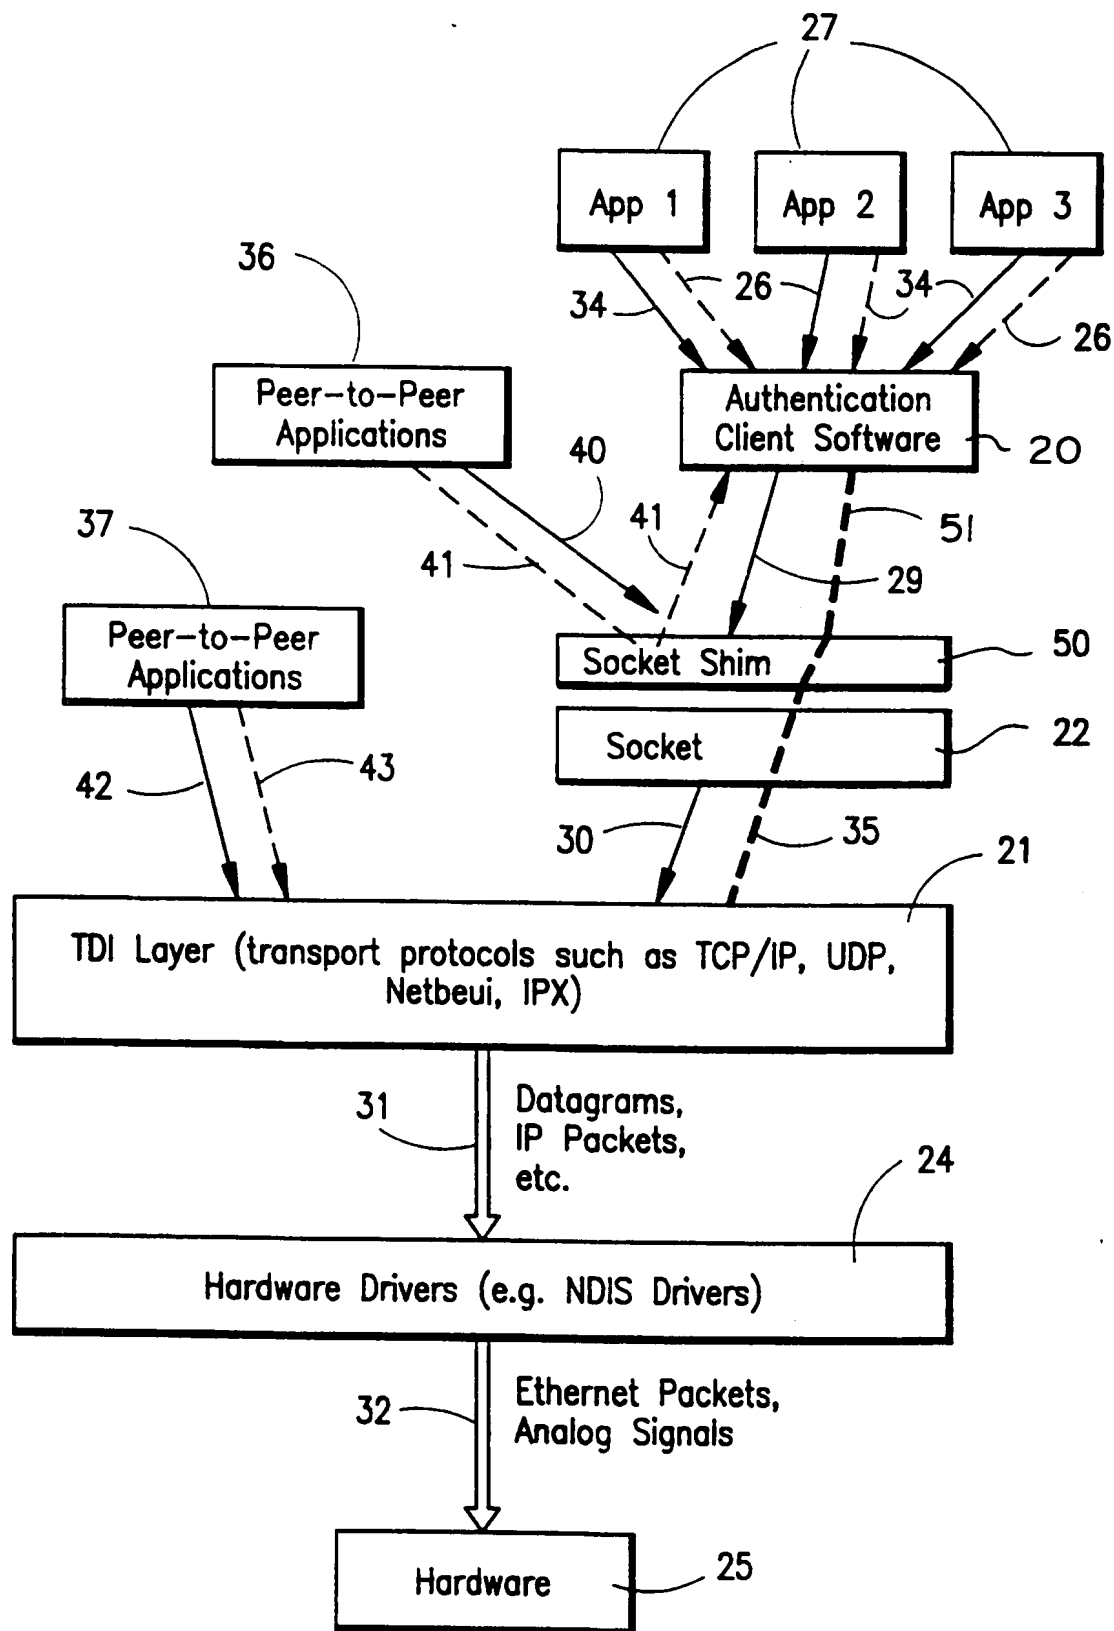 27
App 1
App 2
App 3
36
34
26
34
26
Peer-to-Peer
Applications
Authentication
Client Software
20
40
37
41
41
51
29
Peer-to-Peer
Applications
Socket Shim
50
Socket
22
42
43
30
35
21
TDI Layer (transport protocols such as TCP/IP, UDP,
Netbeui, IPX)
31
Datagrams,
IP Packets,
etc.
24
Hardware Drivers (e.g. NDIS Drivers)
32
Ethernet Packets,
Analog Signals
Hardware
25